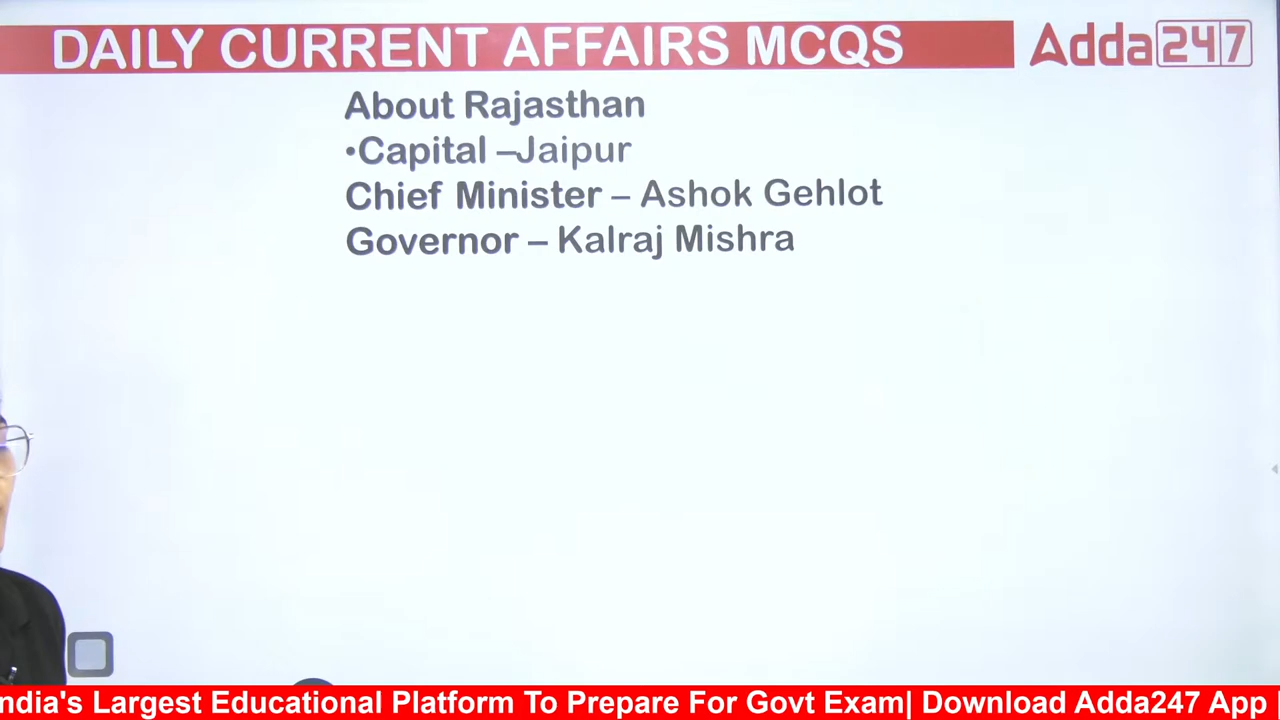 DAILY CURRENT AFFAIRS MCQS
Adda247
About Rajasthan
•Capital –Jaipur
Chief Minister – Ashok Gehlot
Governor – Kalraj Mishra
ndia's Largest Educational Platform To Prepare For Govt Exam| Download Adda247 App